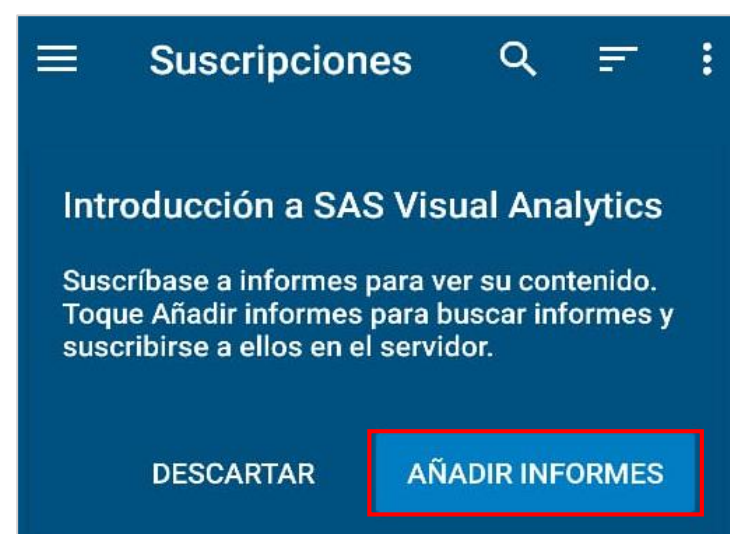 Suscripciones
Introducción a SAS Visual Analytics
Suscríbase a informes para ver su contenido.
Toque Añadir informes para buscar informes y
suscribirse a ellos en el servidor.
DESCARTAR AÑADIR INFORMES